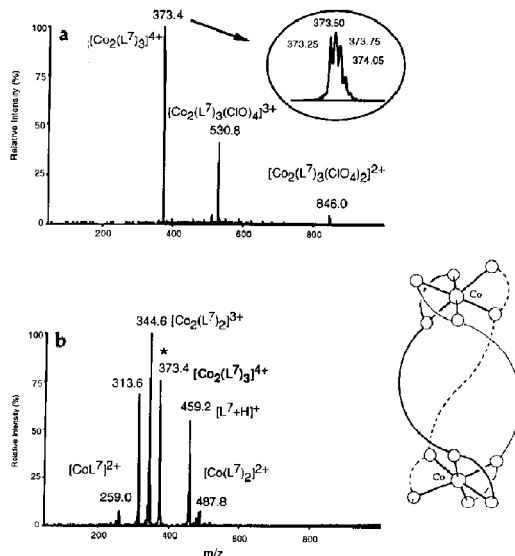 a
373.4
[Co2(L7)3]4+
373.50
373.25
373.75
374.05
[Co2(L7)3(ClO)4]3+
530.8
[Co2(L7)3(ClO4)2]2+
846.0
Relative Intensity (%)
100
75
50
25
0
200
400
600
800
b
344.6 [Co2(L7)2]3+
*
373.4 [Co2(L7)3]4+
313.6
459.2 [L7+H]+
[CoL7]2+
259.0
[Co(L7)2]2+
487.8
Relative Intensity (%)
100
75
50
25
0
200
400
600
800
m/z
Co
Co